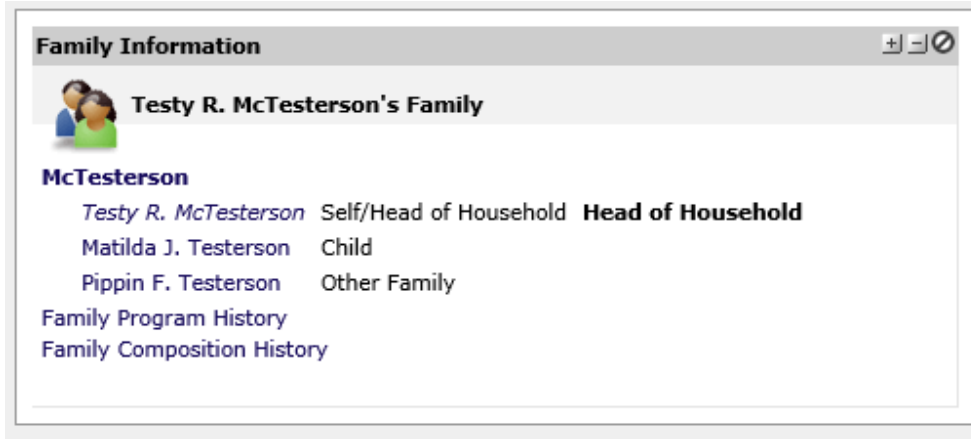 Family Information
Testy R. McTesterson's Family
McTesterson
Testy R. McTesterson Self/Head of Household Head of Household
Matilda J. Testerson Child
Pippin F. Testerson Other Family
Family Program History
Family Composition History